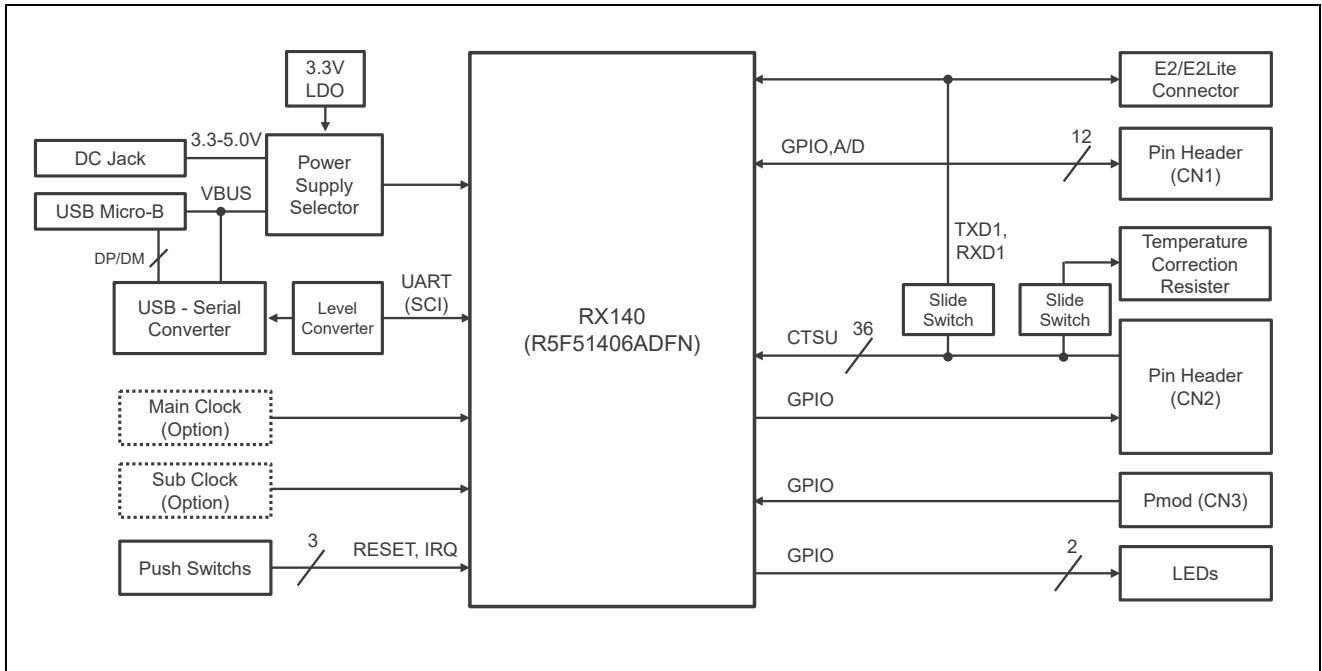 3.3V
LDO
3.3-5.0V
DC Jack
Power
Supply
Selector
VBUS
USB Micro-B
DP/DM
USB - Serial
Converter
Level
Converter
UART
(SCI)
Main Clock
(Option)
Sub Clock
(Option)
Push Switchs
3
RESET, IRQ
RX140
(R5F51406ADFN)
E2/E2Lite
Connector
GPIO,A/D
12
Pin Header
(CN1)
TXD1,
RXD1
Temperature
Correction
Resister
Slide
Switch
Slide
Switch
CTSU
36
Pin Header
(CN2)
GPIO
GPIO
Pmod (CN3)
GPIO
2
LEDs